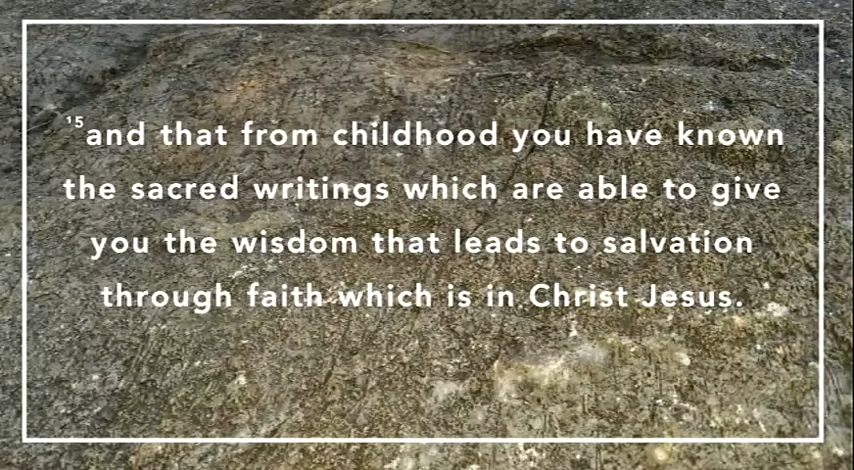 ¹⁵and that from childhood you have known
the sacred writings which are able to give
you the wisdom that leads to salvation
through faith which is in Christ Jesus.